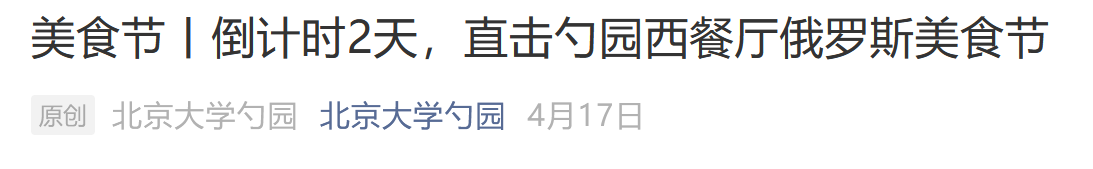 美食节丨倒计时2天，直击勺园西餐厅俄罗斯美食节
原创 北京大学勺园 北京大学勺园 4月17日